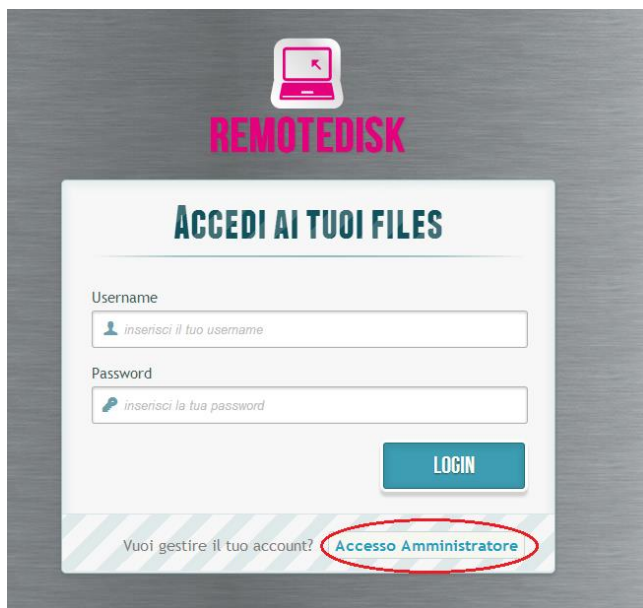 REMOTEDISK
ACCEDI AI TUOI FILES
Username
inserisci il tuo username
Password
inserisci la tua password
LOGIN
Vuoi gestire il tuo account? Accesso Amministratore